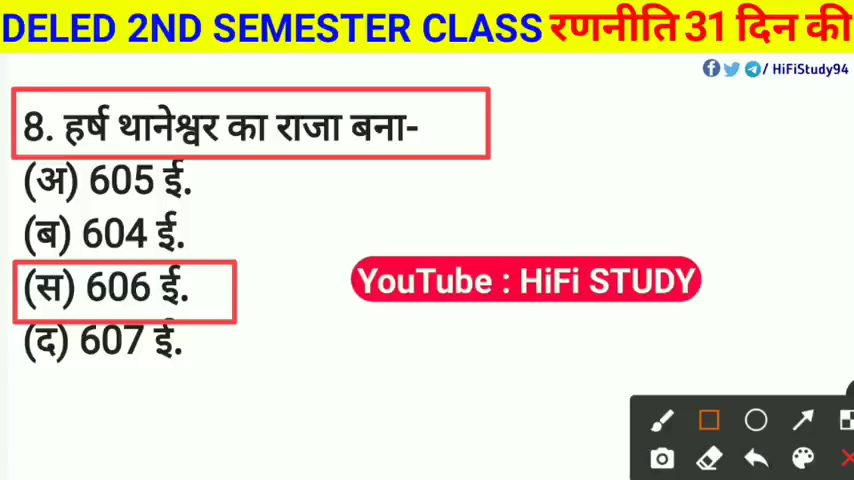 DELED 2ND SEMESTER CLASS रणनीति 31 दिन की
/ HiFiStudy94
8. हर्ष थानेश्वर का राजा बना-
(अ) 605 ई.
(ब) 604 ई.
(स) 606 ई.
YouTube : HiFi STUDY
(द) 607 ई.